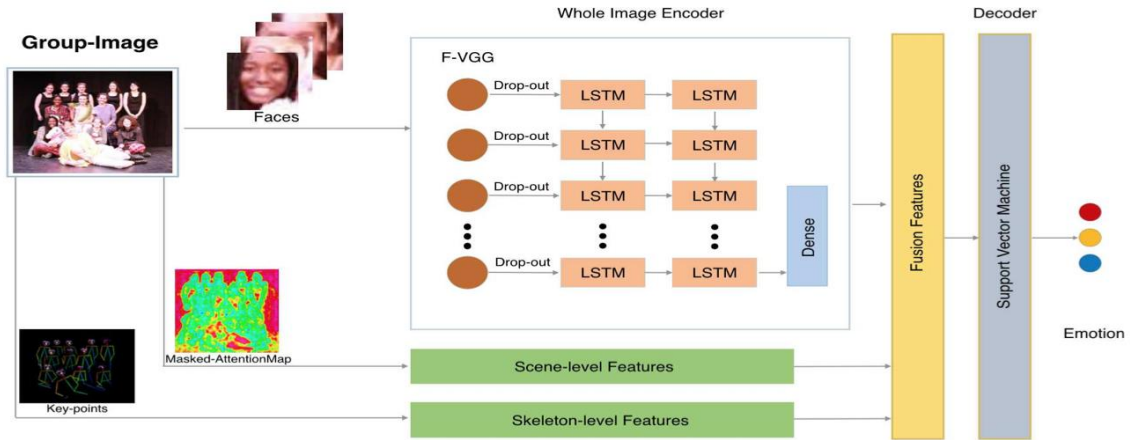 Whole Image Encoder
Decoder
Group-Image
Faces
F-VGG
Drop-out
LSTM
LSTM
Drop-out
LSTM
LSTM
Drop-out
LSTM
LSTM
Drop-out
LSTM
LSTM
Dense
Fusion Features
Support Vector Machine
Emotion
Masked-AttentionMap
Key-points
Scene-level Features
Skeleton-level Features